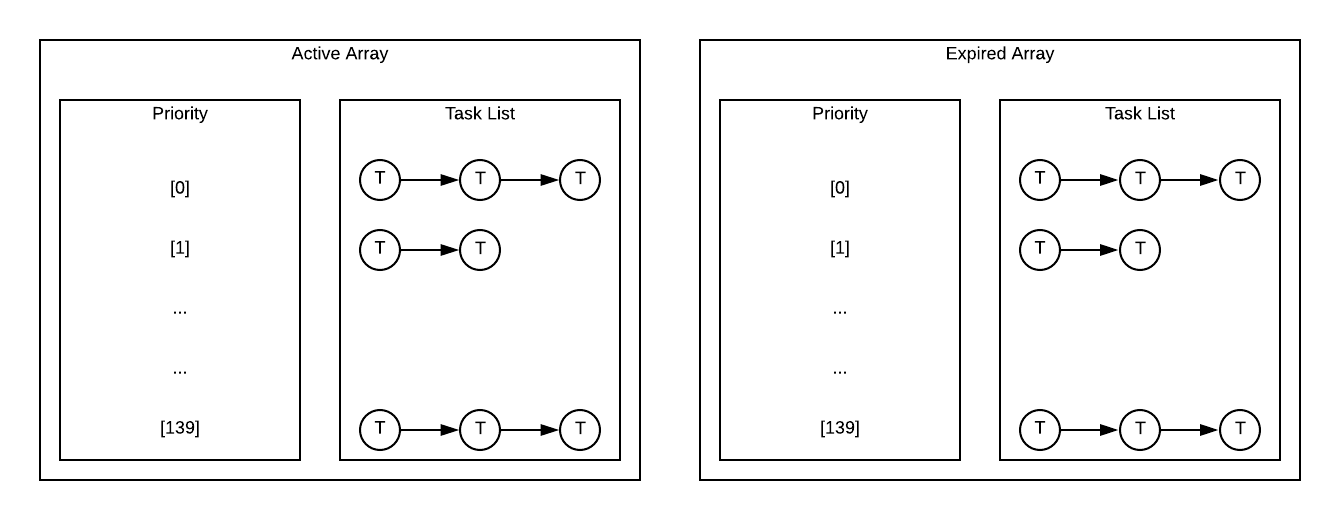 Active Array
Priority
Task List
[0]
T T T
[1]
T T
...
...
[139]
T T T
Expired Array
Priority
Task List
[0]
T T T
[1]
T T
...
...
[139]
T T T